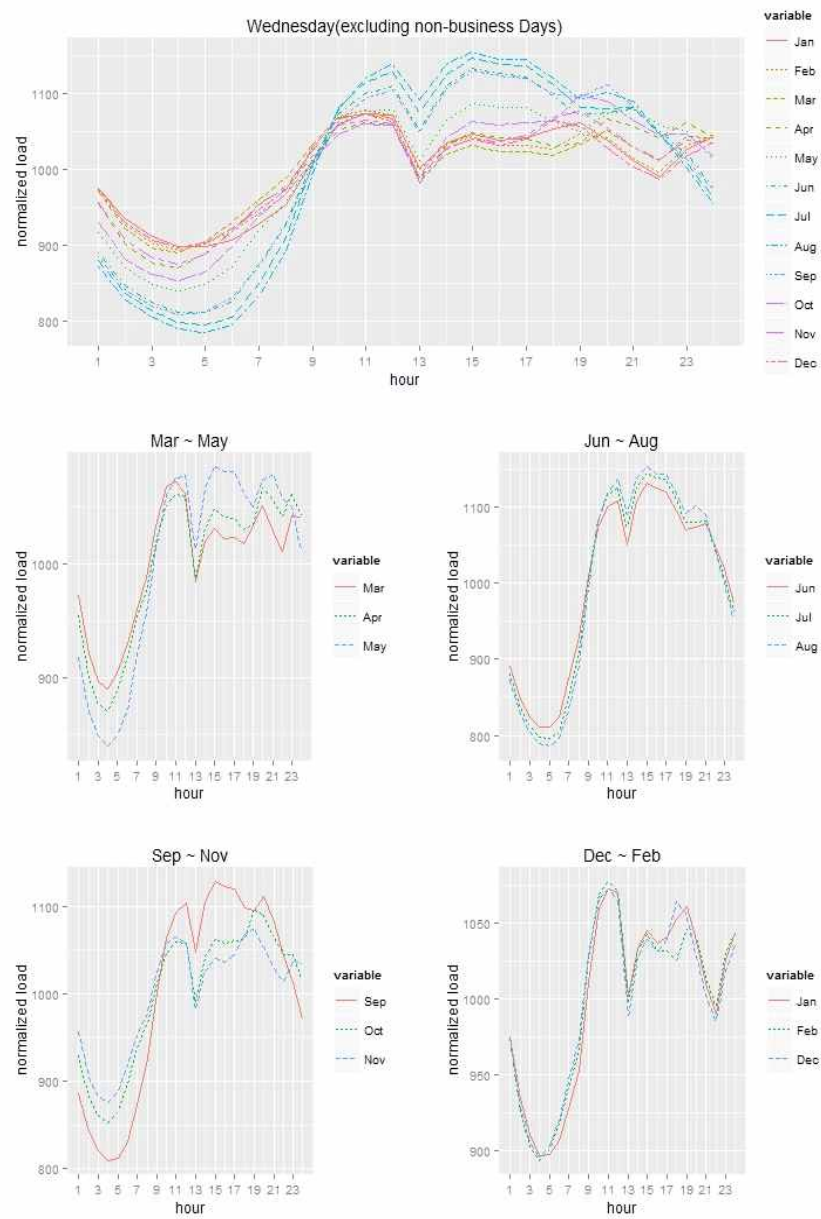 Wednesday(excluding non-business Days)
normalized load
1100
1000
900
800
1 3 5 7 9 11 13 15 17 19 21 23
hour
variable
Jan
Feb
Mar
Apr
May
Jun
Jul
Aug
Sep
Oct
Nov
Dec
Mar ~ May
normalized load
1000
900
1 3 5 7 9 11 13 15 17 19 21 23
hour
variable
Mar
Apr
May
Jun ~ Aug
normalized load
1100
1000
900
800
1 3 5 7 9 11 13 15 17 19 21 23
hour
variable
Jun
Jul
Aug
Sep ~ Nov
normalized load
1100
1000
900
800
1 3 5 7 9 11 13 15 17 19 21 23
hour
variable
Sep
Oct
Nov
Dec ~ Feb
normalized load
1050
1000
950
900
1 3 5 7 9 11 13 15 17 19 21 23
hour
variable
Jan
Feb
Dec